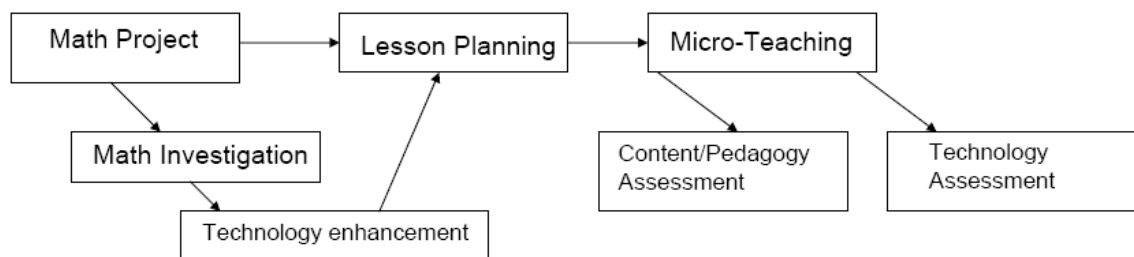 Math Project
Lesson Planning
Micro-Teaching
Math Investigation
Technology enhancement
Content/Pedagogy
Assessment
Technology
Assessment